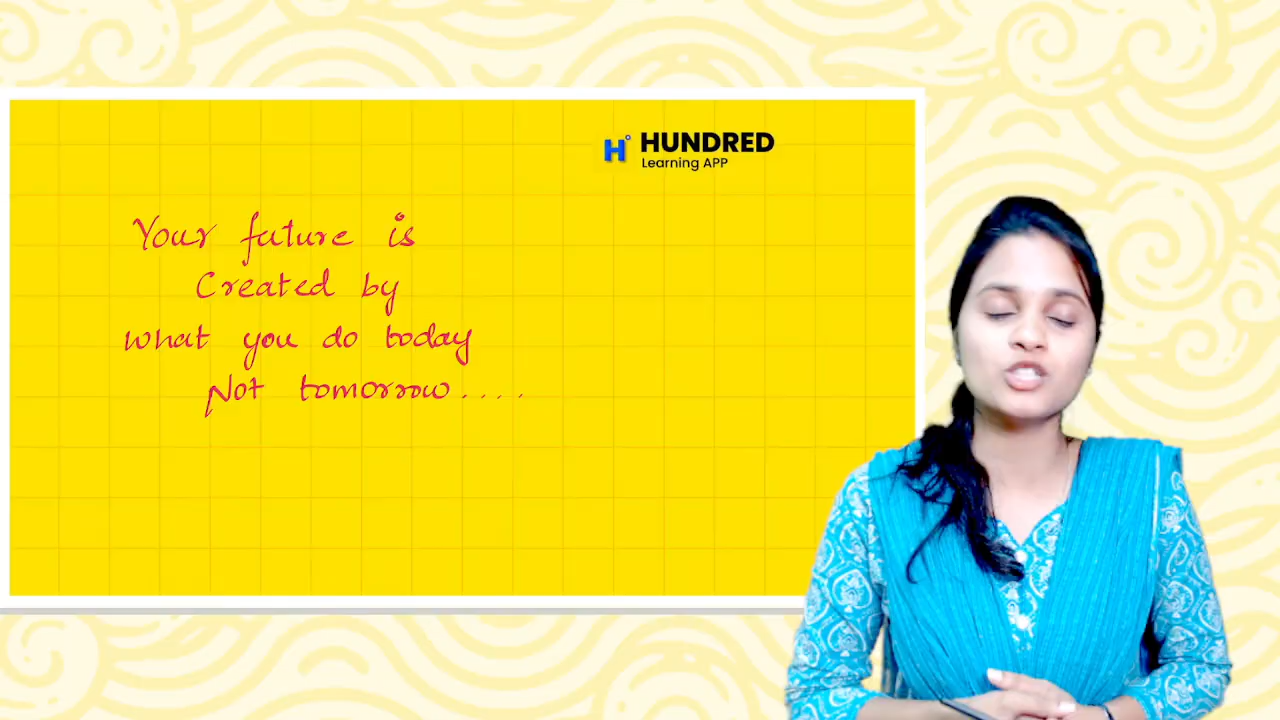 HUNDRED
Learning APP
Your future is
Created by
what you do today
Not tomorrow....